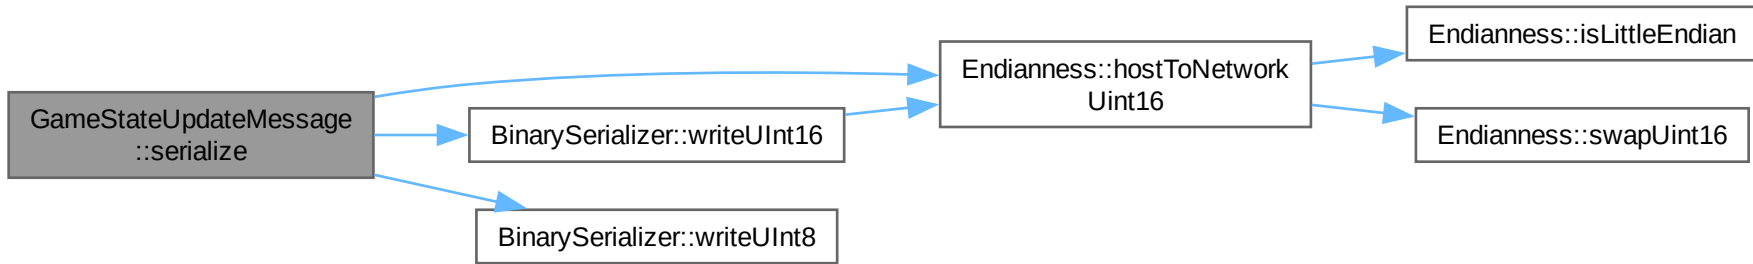 GameStateUpdateMessage
::serialize
BinarySerializer::writeUInt16
BinarySerializer::writeUInt8
Endianness::hostToNetwork
Uint16
Endianness::isLittleEndian
Endianness::swapUint16